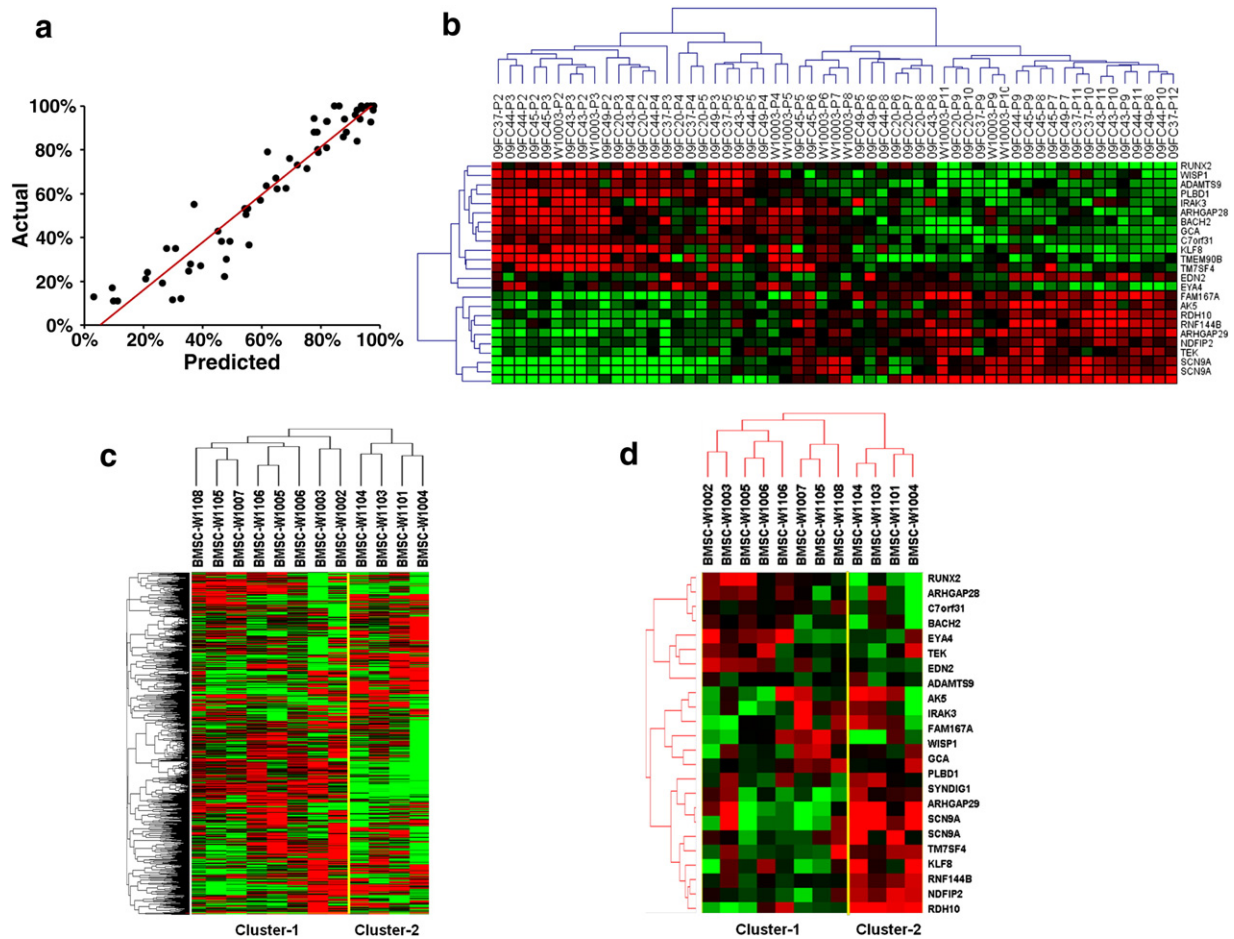 a
b
Actual
100%
80%
60%
40%
20%
0%
0%
20%
40%
60%
80%
100%
Predicted
09FC37-P2
09FC44-P3
09FC45-P2
09FC45-P3
W10003-P2
09FC43-P2
09FC44-P2
W10003-P3
09FC49-P2
09FC20-P3
09FC43-P4
09FC20-P2
09FC44-P4
09FC37-P3
09FC20-P4
09FC37-P4
09FC20-P5
09FC45-P5
09FC49-P3
09FC37-P5
09FC43-P5
09FC45-P4
09FC49-P4
W10003-P4
W10003-P5
09FC49-P5
09FC45-P6
W10003-P6
W10003-P7
W10003-P8
09FC49-P6
09FC44-P8
09FC44-P6
09FC20-P7
09FC20-P8
09FC43-P8
W10003-P11
09FC20-P9
09FC20-P10
09FC37-P9
W10003-P9
W10003-P10
09FC44-P9
09FC45-P9
09FC45-P8
09FC45-P7
09FC49-P7
09FC37-P11
09FC37-P10
09FC43-P11
09FC43-P10
09FC43-P9
09FC44-P11
09FC49-P8
09FC44-P10
09FC37-P12
RUNX2
WISP1
ADAMTS9
PLBD1
IRAK3
ARHGAP28
BACH2
GCA
C7orf31
KLF8
TMEM90B
TM7SF4
EDN2
EYA4
FAM167A
AK5
RDH10
RNF144B
ARHGAP29
NDFIP2
TEK
SCN9A
SCN9A
c
BMSC-W1108
BMSC-W1105
BMSC-W1007
BMSC-W1106
BMSC-W1005
BMSC-W1006
BMSC-W1003
BMSC-W1002
BMSC-W1104
BMSC-W1103
BMSC-W1101
BMSC-W1004
Cluster-1
Cluster-2
d
BMSC-W1002
BMSC-W1003
BMSC-W1005
BMSC-W1006
BMSC-W1106
BMSC-W1007
BMSC-W1105
BMSC-W1108
BMSC-W1104
BMSC-W1103
BMSC-W1101
BMSC-W1004
RUNX2
ARHGAP28
C7orf31
BACH2
EYA4
TEK
EDN2
ADAMTS9
AK5
IRAK3
FAM167A
WISP1
GCA
PLBD1
SYNDIG1
ARHGAP29
SCN9A
SCN9A
TM7SF4
KLF8
RNF144B
NDFIP2
RDH10
Cluster-1
Cluster-2